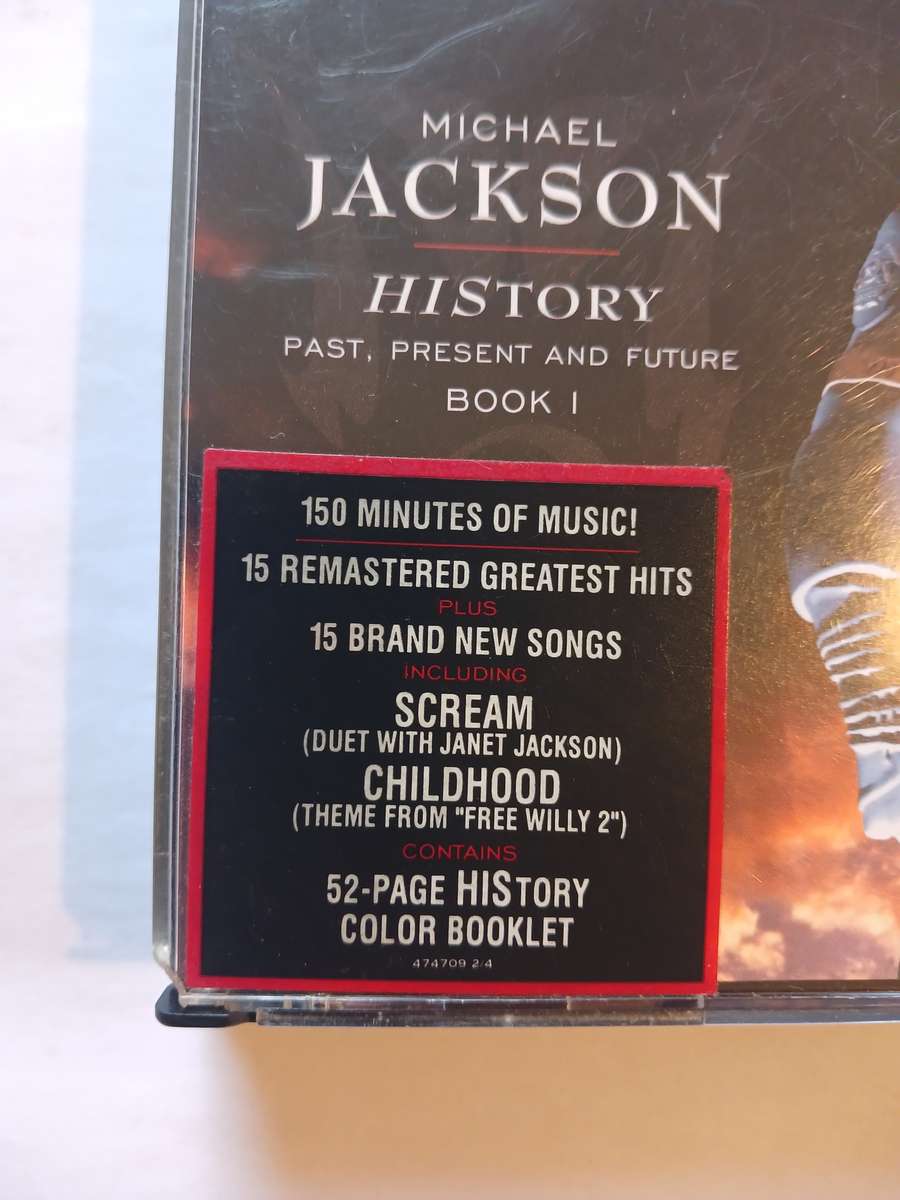 MICHAEL
JACKSON
HISTORY
PAST, PRESENT AND FUTURE
BOOK I
150 MINUTES OF MUSIC!
15 REMASTERED GREATEST HITS
PLUS
15 BRAND NEW SONGS
INCLUDING
SCREAM
(DUET WITH JANET JACKSON)
CHILDHOOD
(THEME FROM "FREE WILLY 2")
CONTAINS
52-PAGE HISTORY
COLOR BOOKLET
474709 2/4